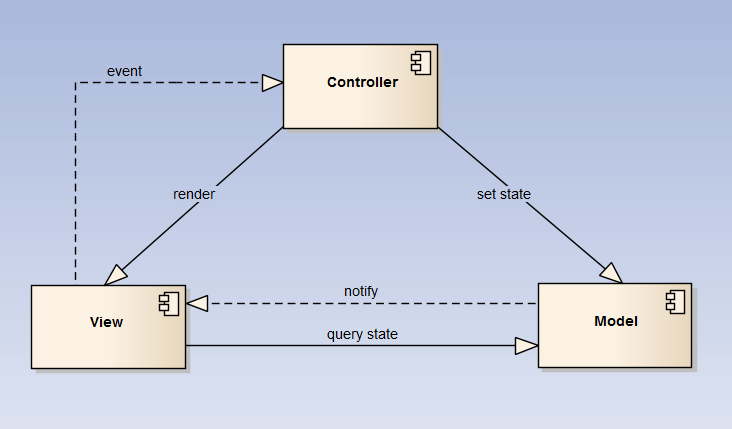 event
Controller
render
set state
notify
View
Model
query state